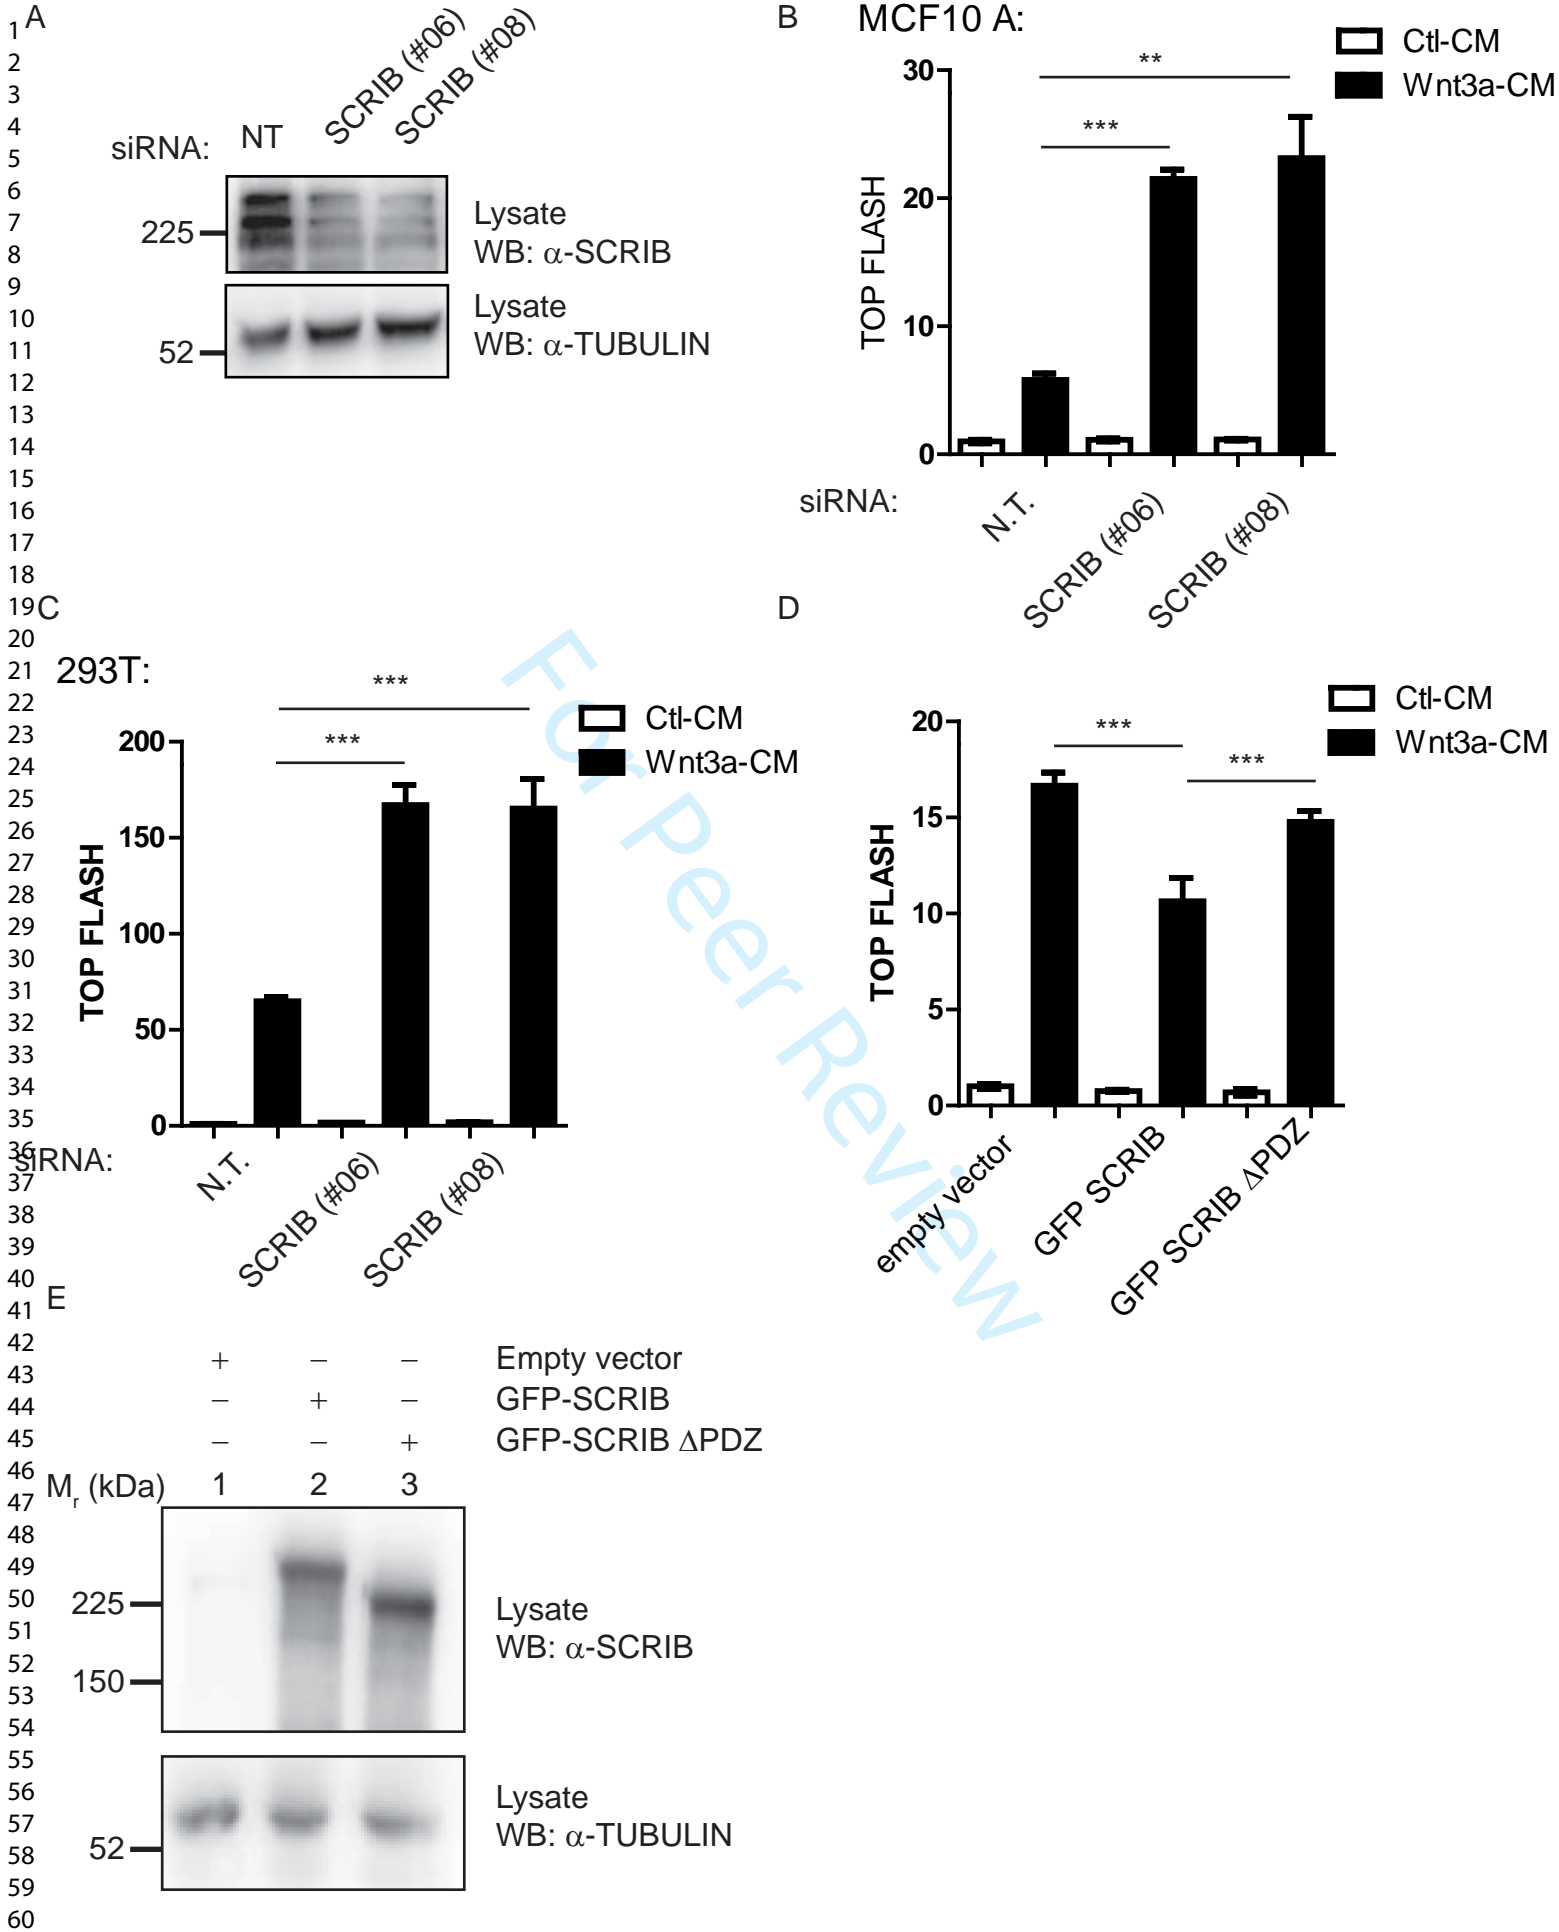 A
siRNA:
NT
SCRIB (#06)
SCRIB (#08)
225
Lysate
WB: α-SCRIB
52
Lysate
WB: α-TUBULIN
B
MCF10 A:
Ctl-CM
Wnt3a-CM
**
***
TOP FLASH
30
20
10
0
siRNA:
N.T.
SCRIB (#06)
SCRIB (#08)
C
293T:
Ctl-CM
Wnt3a-CM
***
***
TOP FLASH
200
150
100
50
0
siRNA:
N.T.
SCRIB (#06)
SCRIB (#08)
D
Ctl-CM
Wnt3a-CM
***
***
TOP FLASH
20
15
10
5
0
empty vector
GFP SCRIB
GFP SCRIB ΔPDZ
E
+ – – Empty vector
– + – GFP-SCRIB
– – + GFP-SCRIB ΔPDZ
Mr (kDa) 1 2 3
225
150
Lysate
WB: α-SCRIB
52
Lysate
WB: α-TUBULIN
For Peer Review
1
2
3
4
5
6
7
8
9
10
11
12
13
14
15
16
17
18
19
20
21
22
23
24
25
26
27
28
29
30
31
32
33
34
35
36
37
38
39
40
41
42
43
44
45
46
47
48
49
50
51
52
53
54
55
56
57
58
59
60